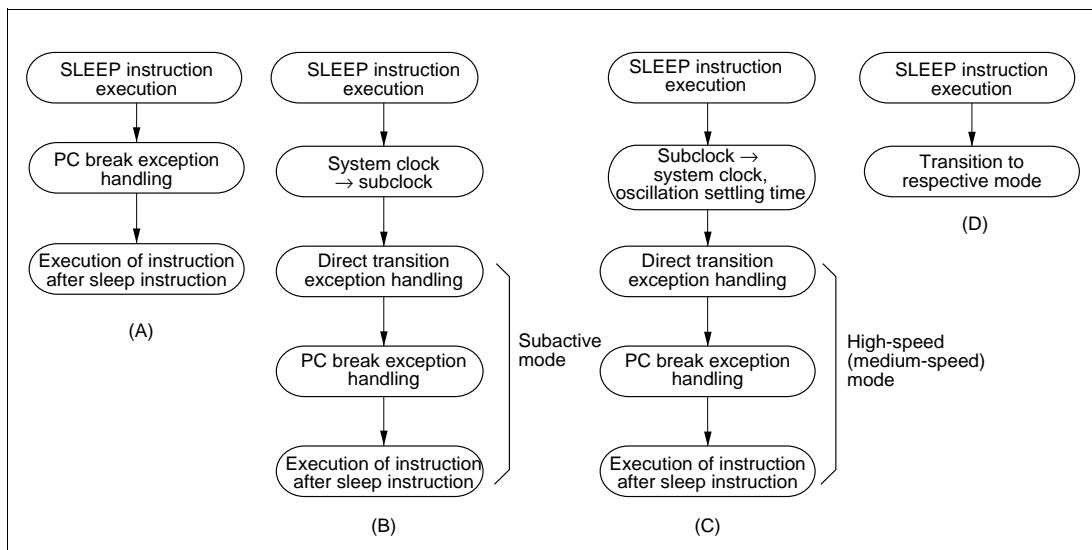 SLEEP instruction
execution
PC break exception
handling
Execution of instruction
after sleep instruction
(A)
SLEEP instruction
execution
System clock
→ subclock
Direct transition
exception handling
PC break exception
handling
Execution of instruction
after sleep instruction
Subactive
mode
(B)
SLEEP instruction
execution
Subclock →
system clock,
oscillation settling time
Direct transition
exception handling
PC break exception
handling
Execution of instruction
after sleep instruction
High-speed
(medium-speed)
mode
(C)
SLEEP instruction
execution
Transition to
respective mode
(D)